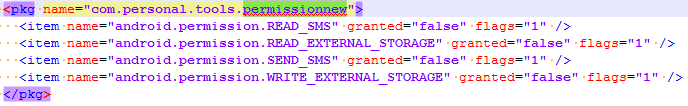 <pkg name="com.personal.tools.permissionnew">
<item name="android.permission.READ_SMS" granted="false" flags="1" />
<item name="android.permission.READ_EXTERNAL_STORAGE" granted="false" flags="1" />
<item name="android.permission.SEND_SMS" granted="false" flags="1" />
<item name="android.permission.WRITE_EXTERNAL_STORAGE" granted="false" flags="1" />
</pkg>